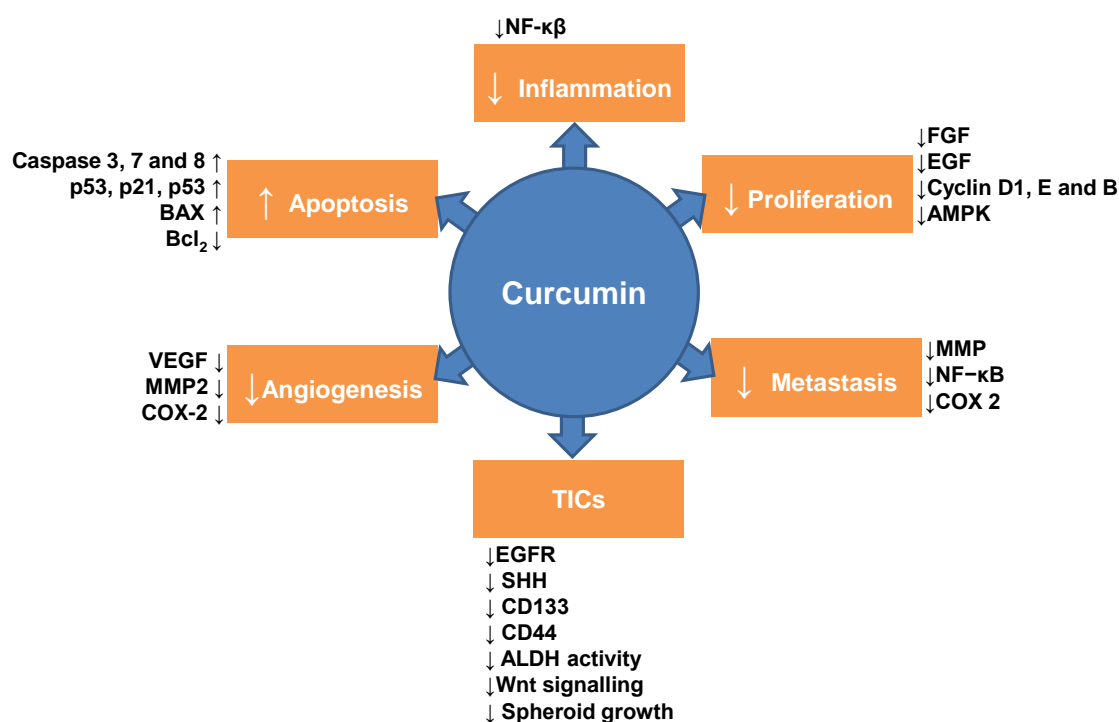 ↓NF-κβ
↓ Inflammation
Caspase 3, 7 and 8 ↑
p53, p21, p53 ↑
BAX ↑
Bcl₂ ↓
↑ Apoptosis
↓ Proliferation
↓FGF
↓EGF
↓Cyclin D1, E and B
↓AMPK
Curcumin
VEGF ↓
MMP2 ↓
COX-2 ↓
↓Angiogenesis
↓ Metastasis
↓MMP
↓NF−κB
↓COX 2
TICs
↓EGFR
↓ SHH
↓ CD133
↓ CD44
↓ ALDH activity
↓Wnt signalling
↓ Spheroid growth